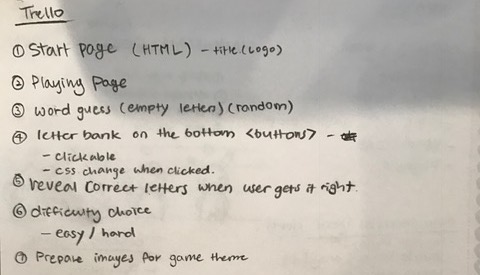 Trello
① Start page (HTML) - title (Logo)
② Playing Page
③ word guess (empty letters) (random)
④ letter bank on the bottom <buttons> -
- clickable
- css change when clicked.
⑤ reveal correct letters when user gets it right.
⑥ difficulty choice
- easy / hard
⑦ Prepare images for game theme